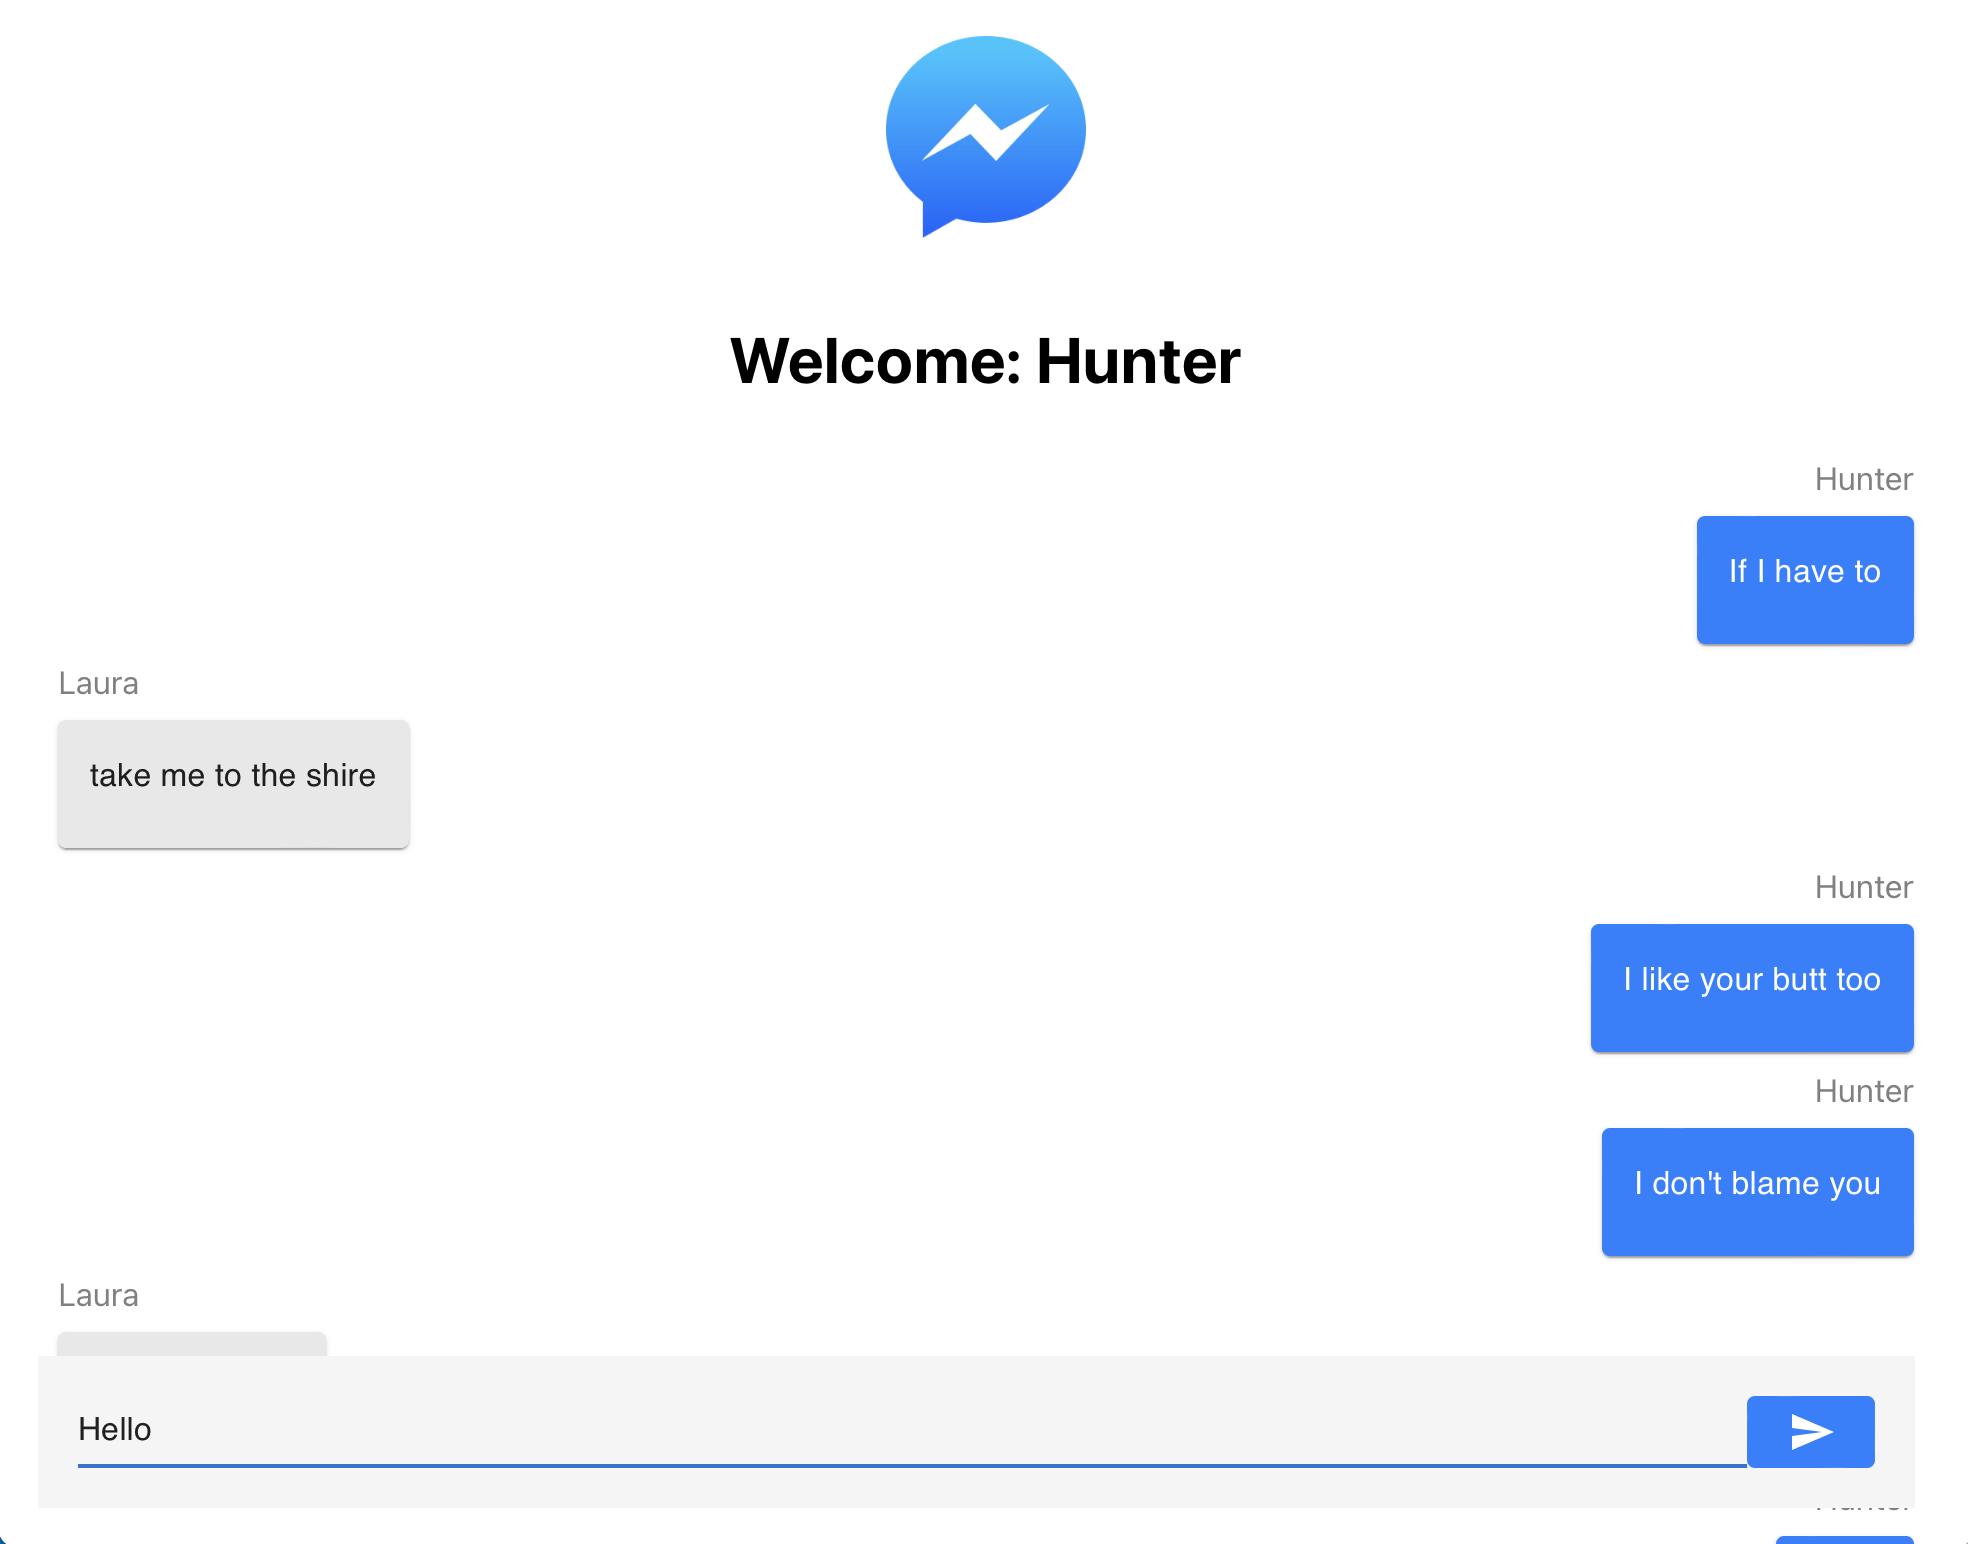 Welcome: Hunter
Hunter
If I have to
Laura
take me to the shire
Hunter
I like your butt too
Hunter
I don't blame you
Laura
Hello
Hunter